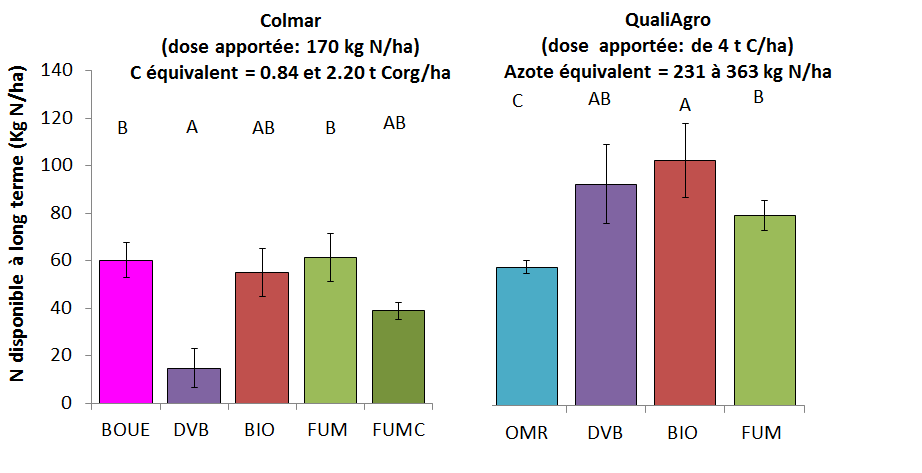 Colmar
(dose apportée: 170 kg N/ha)
C équivalent = 0.84 et 2.20 t Corg/ha
QualiAgro
(dose apportée: de 4 t C/ha)
Azote équivalent = 231 à 363 kg N/ha
N disponible à long terme (Kg N/ha)
140
120
100
80
60
40
20
0
B A AB B AB
BOUE DVB BIO FUM FUMC
C AB A B
OMR DVB BIO FUM